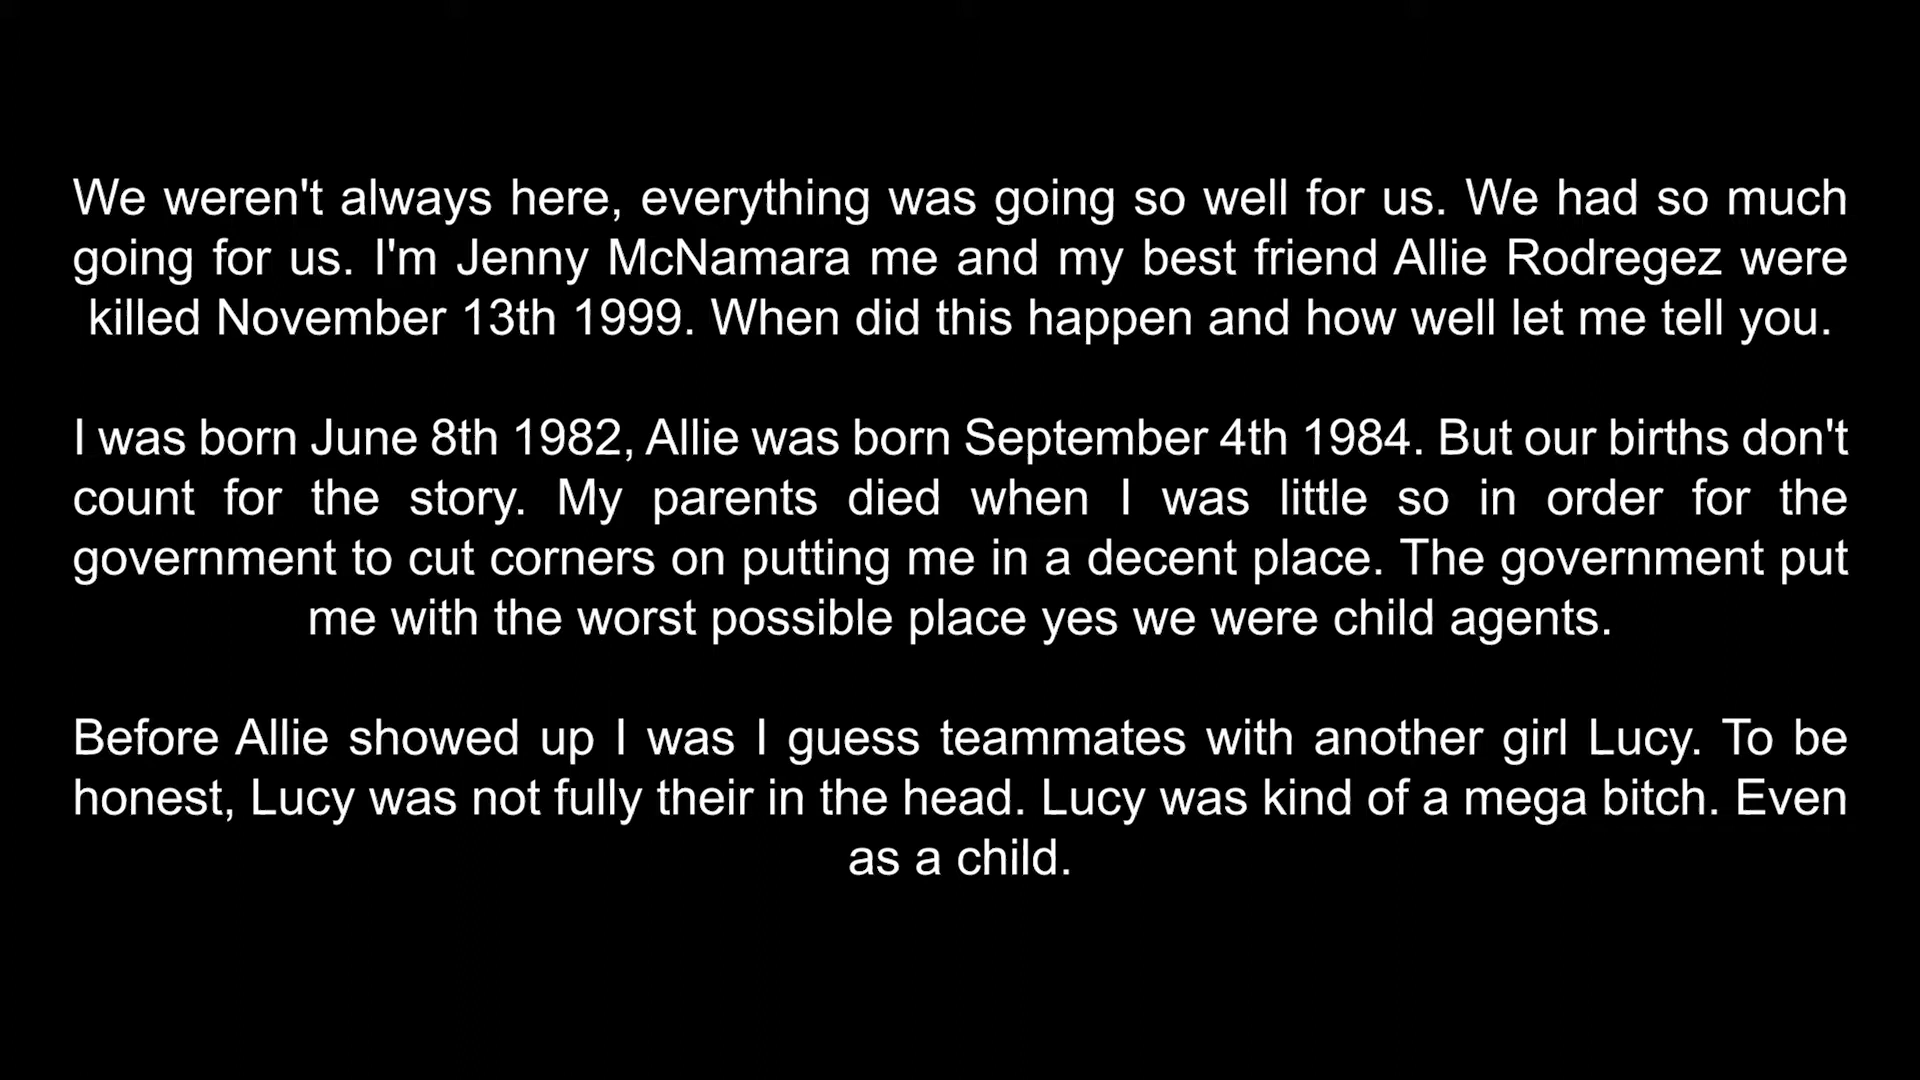 We weren't always here, everything was going so well for us. We had so much
going for us. I'm Jenny McNamara me and my best friend Allie Rodregez were
killed November 13th 1999. When did this happen and how well let me tell you.
I was born June 8th 1982, Allie was born September 4th 1984. But our births don't
count for the story. My parents died when I was little so in order for the
government to cut corners on putting me in a decent place. The government put
me with the worst possible place yes we were child agents.
Before Allie showed up I was I guess teammates with another girl Lucy. To be
honest, Lucy was not fully their in the head. Lucy was kind of a mega bitch. Even
as a child.